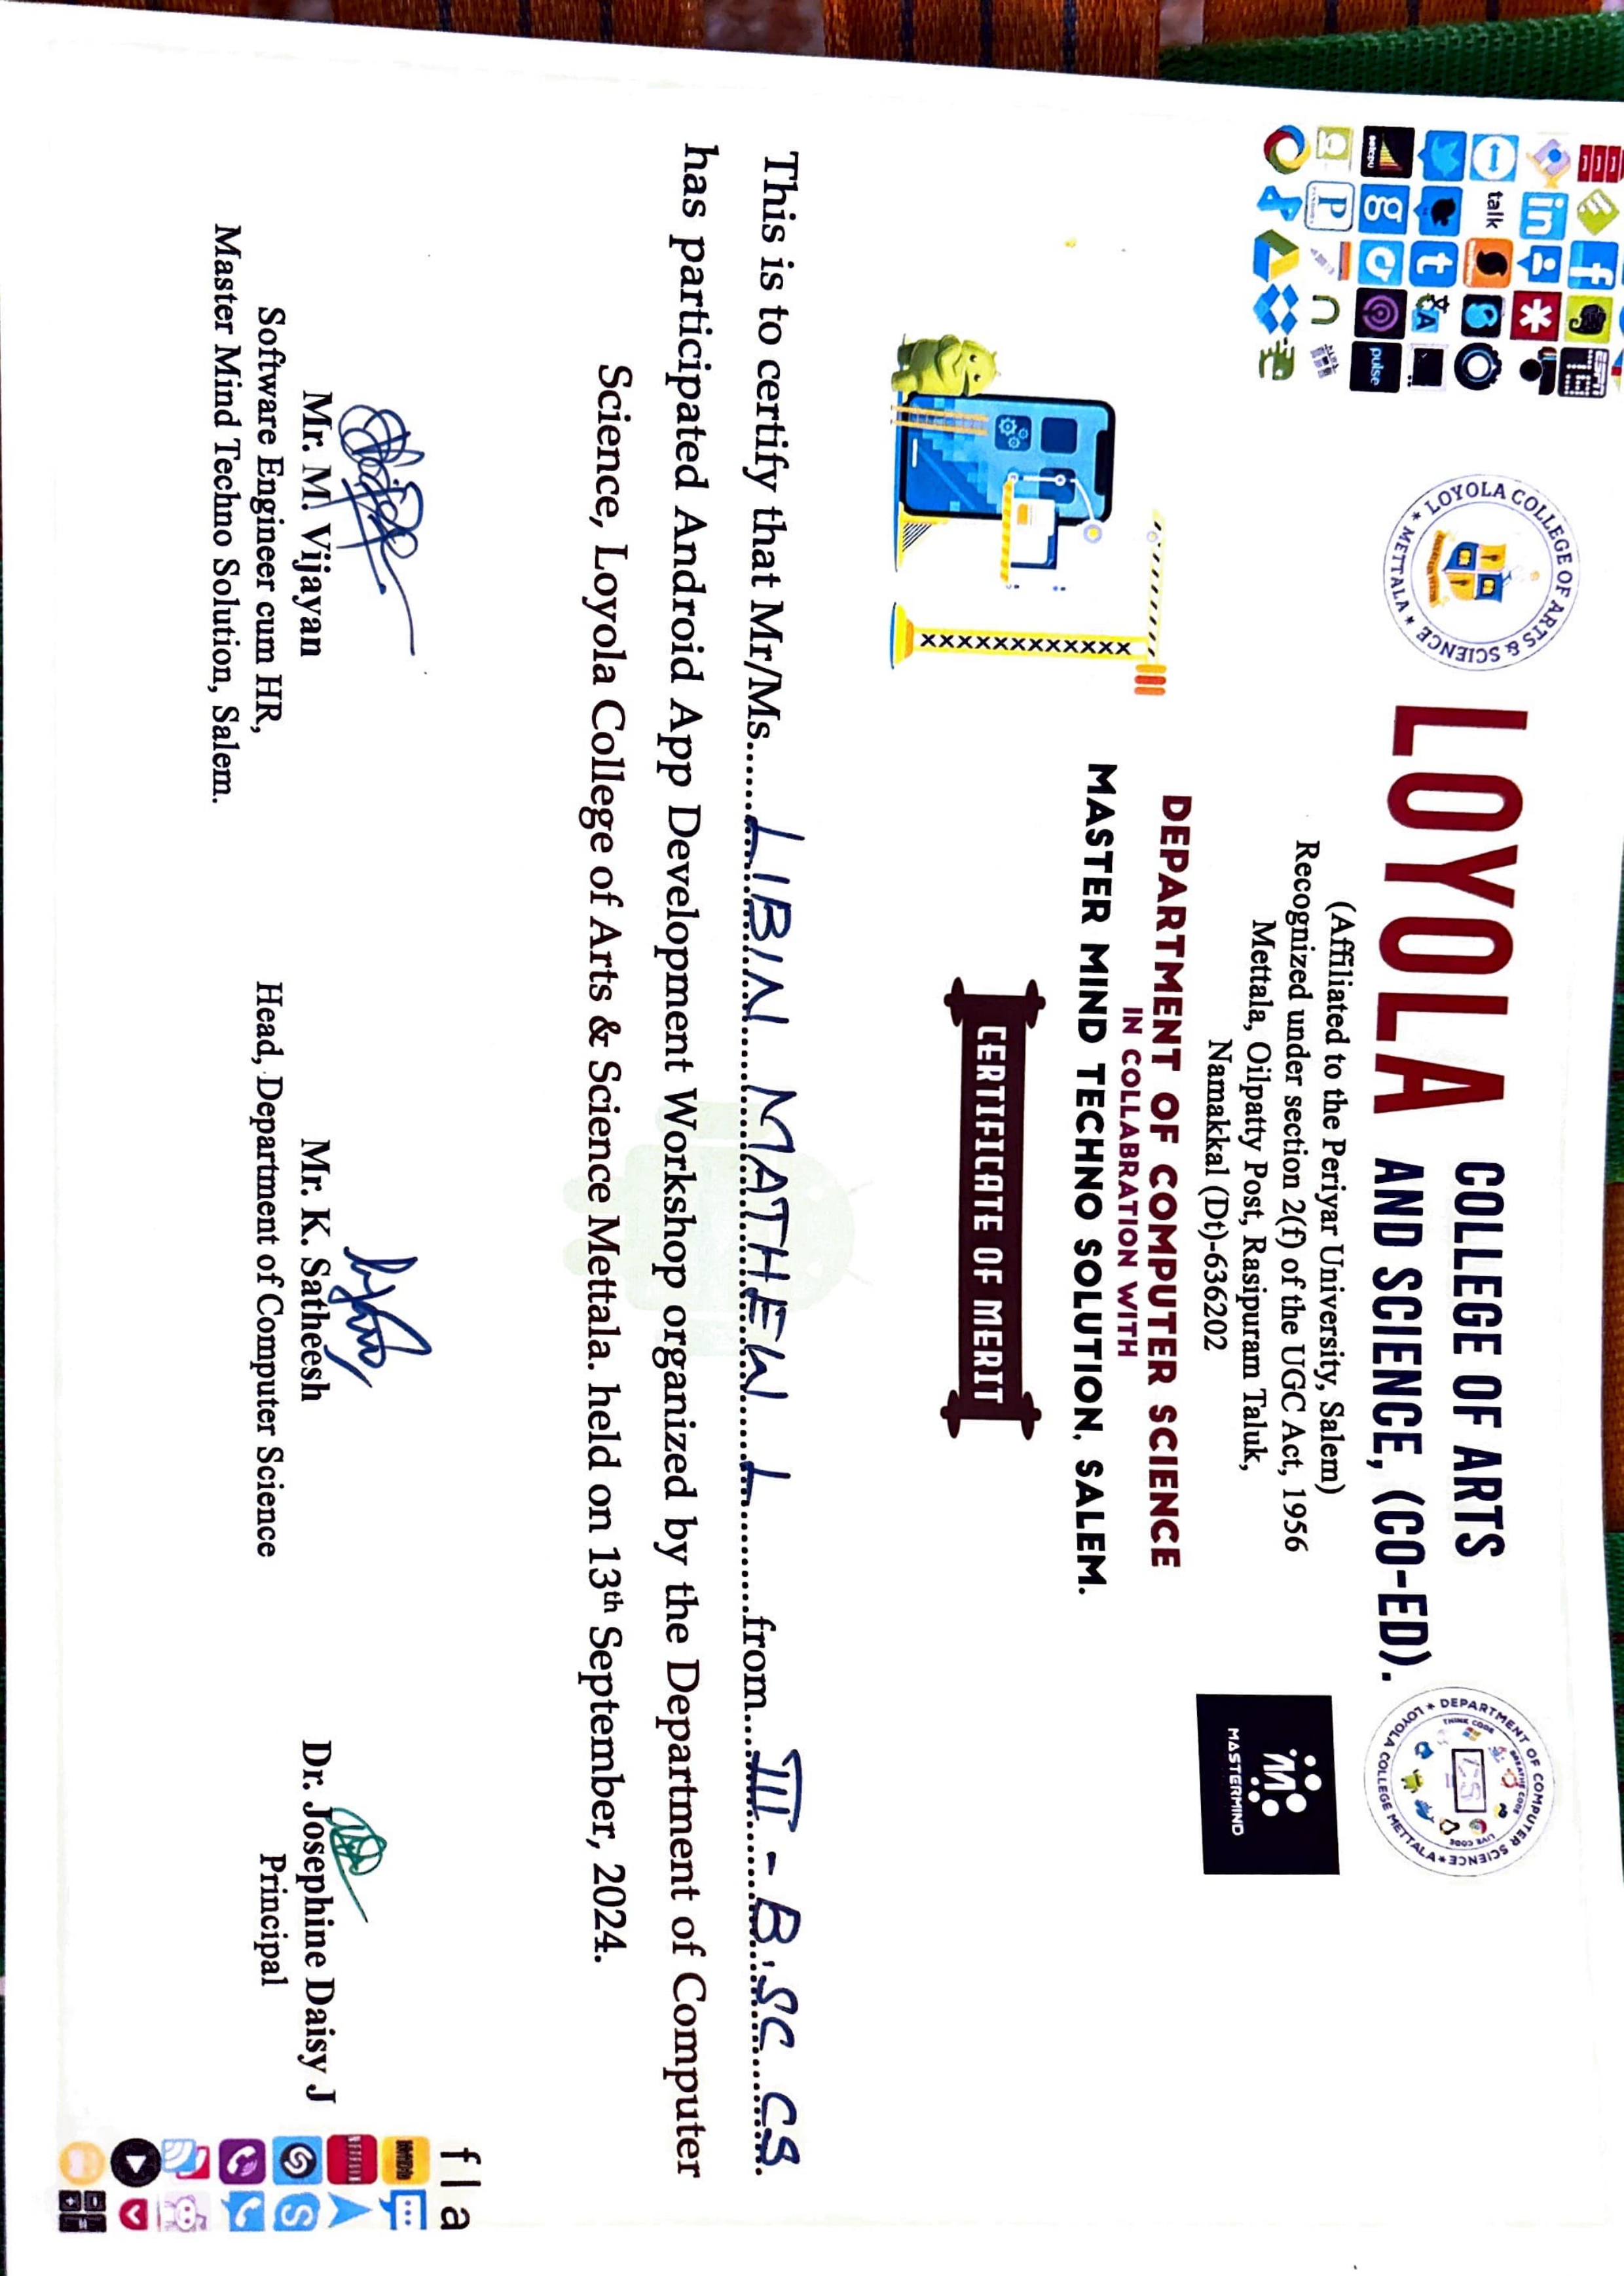 LOYOLA COLLEGE OF ARTS
AND SCIENCE, (CO-ED).
(Affiliated to the Periyar University, Salem)
Recognized under section 2(f) of the UGC Act, 1956
Mettala, Oilpatty Post, Rasipuram Taluk,
Namakkal (Dt)-636202
DEPARTMENT OF COMPUTER SCIENCE
IN COLLABRATION WITH
MASTER MIND TECHNO SOLUTION, SALEM.
CERTIFICATE OF MERIT
This is to certify that Mr/Ms......LIBIN MATHEW L......from...III - B.SC CS.
has participated Android App Development Workshop organized by the Department of Computer
Science, Loyola College of Arts & Science Mettala. held on 13th September, 2024.
Mr. M. Vijayan
Software Engineer cum HR,
Master Mind Techno Solution, Salem.
Mr. K. Satheesh
Head, Department of Computer Science
Dr. Josephine Daisy J
Principal
LOYOLA COLLEGE OF ARTS & SCIENCE
★ METTALA ★
DEPARTMENT OF COMPUTER SCIENCE
★ LOYOLA COLLEGE METTALA ★
THINK CODE
LIVE CODE
CS
MASTERMIND
talk
pulse
in
f
t
g
P
NETFLIX
f l a